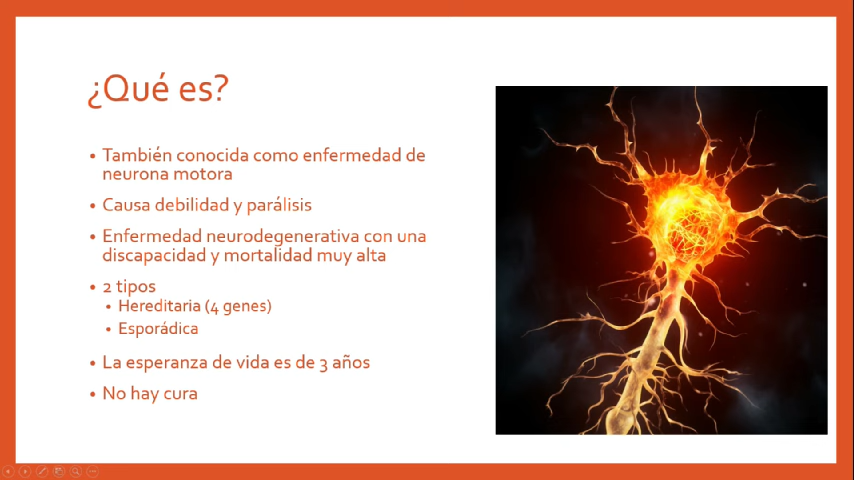 ¿Qué es?
• También conocida como enfermedad de
neurona motora
• Causa debilidad y parálisis
• Enfermedad neurodegenerativa con una
discapacidad y mortalidad muy alta
• 2 tipos
• Hereditaria (4 genes)
• Esporádica
• La esperanza de vida es de 3 años
• No hay cura